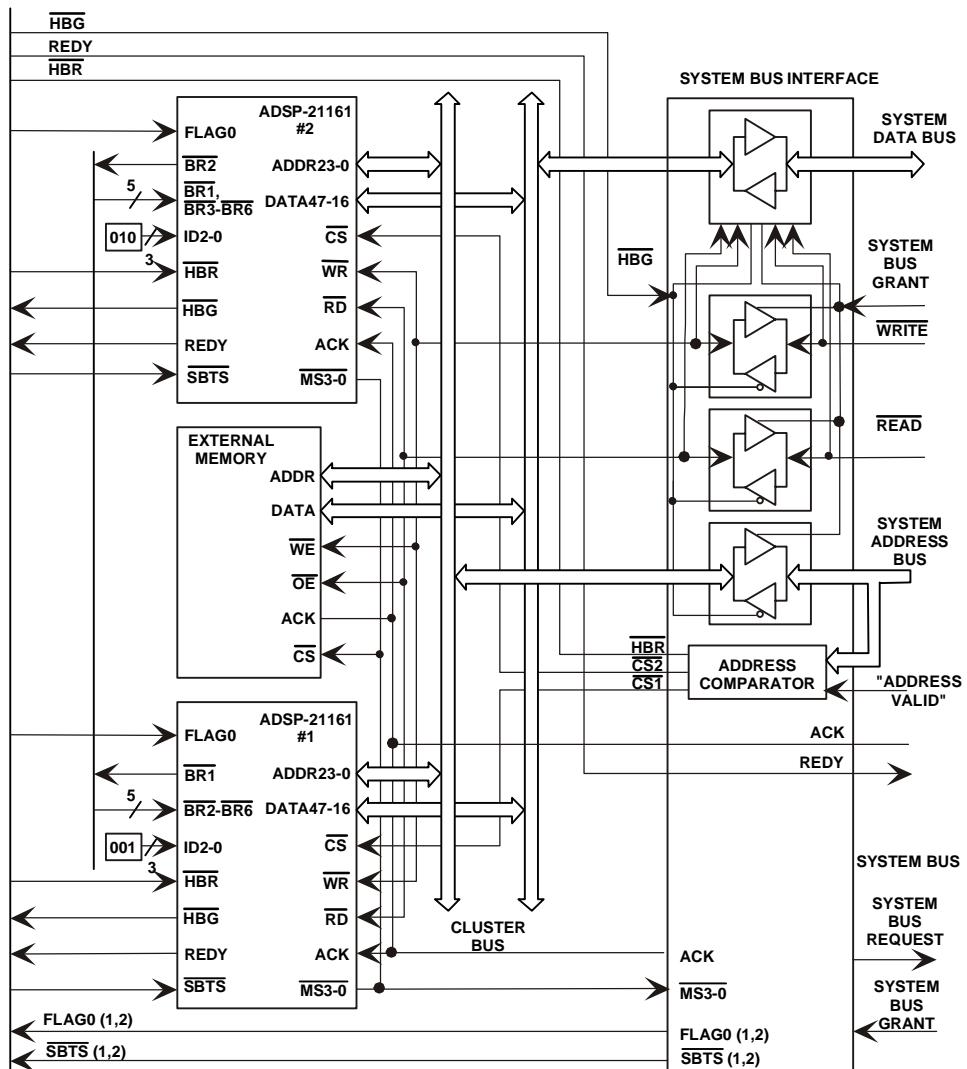 HBG
REDY
HBR
SYSTEM BUS INTERFACE
ADSP-21161
#2
FLAG0
BR2
ADDR23-0
5
BR1,
BR3-BR6
DATA47-16
010
ID2-0
CS
3
HBR
WR
HBG
RD
REDY
ACK
SBTS
MS3-0
SYSTEM
DATA BUS
HBG
SYSTEM
BUS
GRANT
WRITE
READ
EXTERNAL
MEMORY
ADDR
DATA
WE
OE
ACK
CS
SYSTEM
ADDRESS
BUS
HBR
CS2
CS1
ADDRESS
COMPARATOR
"ADDRESS
VALID"
ADSP-21161
#1
FLAG0
BR1
ADDR23-0
5
BR2-BR6
DATA47-16
001
ID2-0
CS
3
HBR
WR
HBG
RD
REDY
ACK
SBTS
MS3-0
CLUSTER
BUS
ACK
REDY
SYSTEM BUS
SYSTEM
BUS
REQUEST
ACK
MS3-0
SYSTEM
BUS
GRANT
FLAG0 (1,2)
FLAG0 (1,2)
SBTS (1,2)
SBTS (1,2)